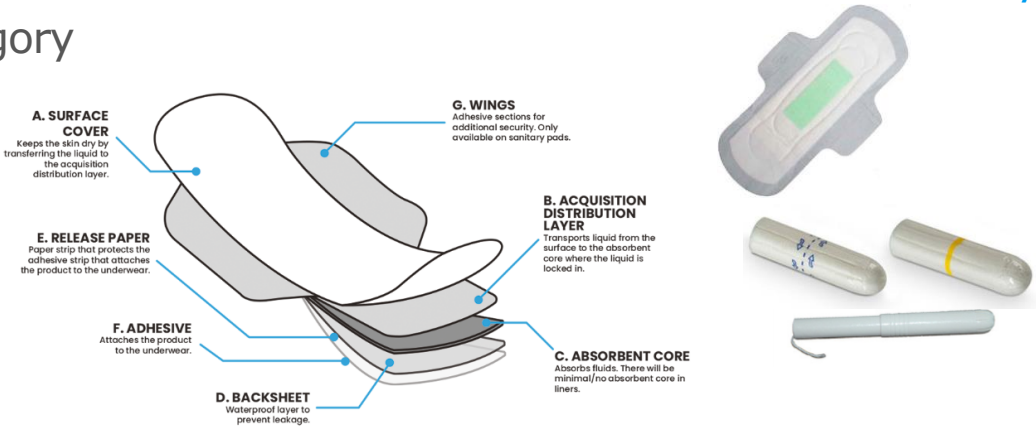 gory
A. SURFACE
COVER
Keeps the skin dry by
transferring the liquid to
the acquisition
distribution layer.
G. WINGS
Adhesive sections for
additional security. Only
available on sanitary pads.
B. ACQUISITION
DISTRIBUTION
LAYER
Transports liquid from the
surface to the absorbent
core where the liquid is
locked in.
E. RELEASE PAPER
Paper strip that protects the
adhesive strip that attaches
the product to the underwear.
F. ADHESIVE
Attaches the product
to the underwear.
C. ABSORBENT CORE
Absorbs fluids. There will be
minimal/no absorbent core in
liners.
D. BACKSHEET
Waterproof layer to
prevent leakage.